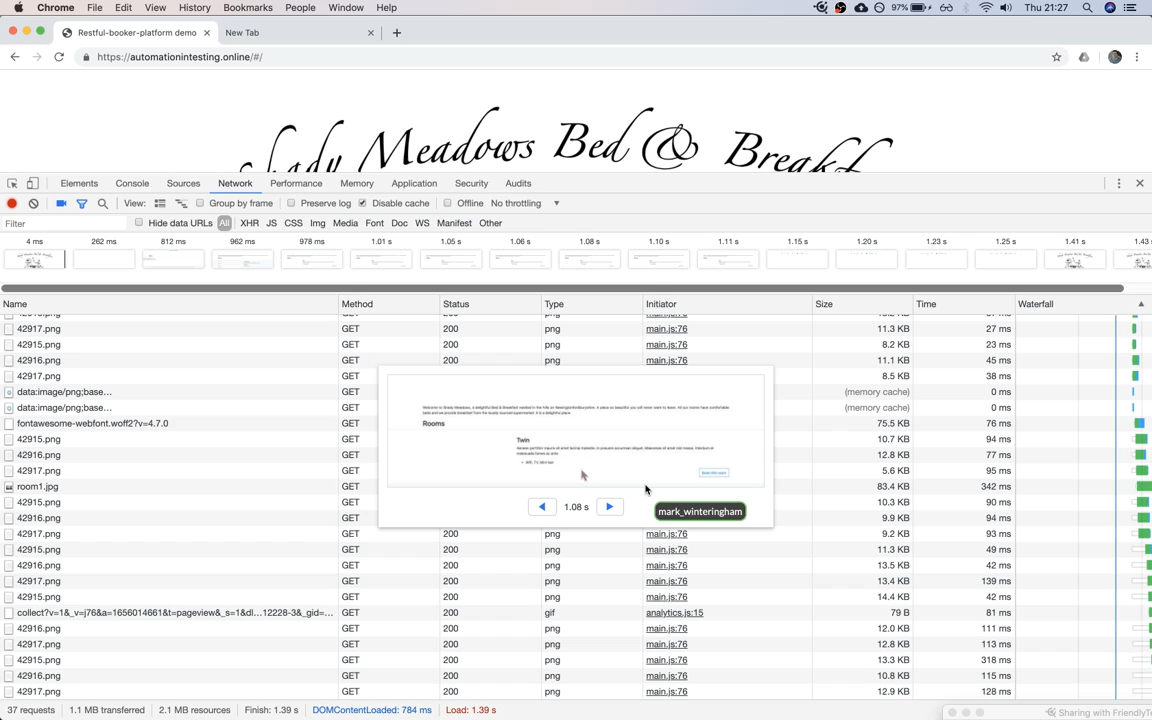 Chrome File Edit View History Bookmarks People Window Help 97% Thu 21:27
Restful-booker-platform demo New Tab
https://automationintesting.online/#/
Shady Meadows Bed & Breakf
Elements Console Sources Network Performance Memory Application Security Audits
View: Group by frame Preserve log Disable cache Offline No throttling
Filter Hide data URLs All XHR JS CSS Img Media Font Doc WS Manifest Other
4 ms 262 ms 812 ms 962 ms 978 ms 1.01 s 1.05 s 1.06 s 1.08 s 1.10 s 1.11 s 1.15 s 1.20 s 1.23 s 1.25 s 1.41 s 1.43
Name Method Status Type Initiator Size Time Waterfall
42917.png GET 200 png main.js:76 11.3 KB 27 ms
42915.png GET 200 png main.js:76 8.2 KB 23 ms
42916.png GET 200 png main.js:76 11.1 KB 45 ms
42917.png GET 8.5 KB 38 ms
data:image/png;base... GET (memory cache) 0 ms
data:image/png;base... GET (memory cache) 0 ms
fontawesome-webfont.woff2?v=4.7.0 GET 75.5 KB 76 ms
42915.png GET 10.7 KB 94 ms
42916.png GET 12.8 KB 77 ms
42917.png GET 5.6 KB 95 ms
room1.jpg GET 83.4 KB 342 ms
42915.png GET 10.3 KB 90 ms
42916.png GET 9.9 KB 94 ms
Rooms
Twin
1.08 s
mark_winteringham
42917.png GET 200 png main.js:76 9.2 KB 93 ms
42915.png GET 200 png main.js:76 11.3 KB 49 ms
42916.png GET 200 png main.js:76 13.5 KB 42 ms
42917.png GET 200 png main.js:76 13.4 KB 139 ms
42915.png GET 200 png main.js:76 14.4 KB 42 ms
collect?v=1&_v=j76&a=1656014661&t=pageview&_s=1&dl...12228-3&_gid=... GET 200 gif analytics.js:15 79 B 81 ms
42916.png GET 200 png main.js:76 12.0 KB 111 ms
42917.png GET 200 png main.js:76 12.8 KB 113 ms
42915.png GET 200 png main.js:76 13.3 KB 318 ms
42916.png GET 200 png main.js:76 10.8 KB 115 ms
42917.png GET 200 png main.js:76 12.9 KB 128 ms
37 requests 1.1 MB transferred 2.1 MB resources Finish: 1.39 s DOMContentLoaded: 784 ms Load: 1.39 s
Sharing with FriendlyTe